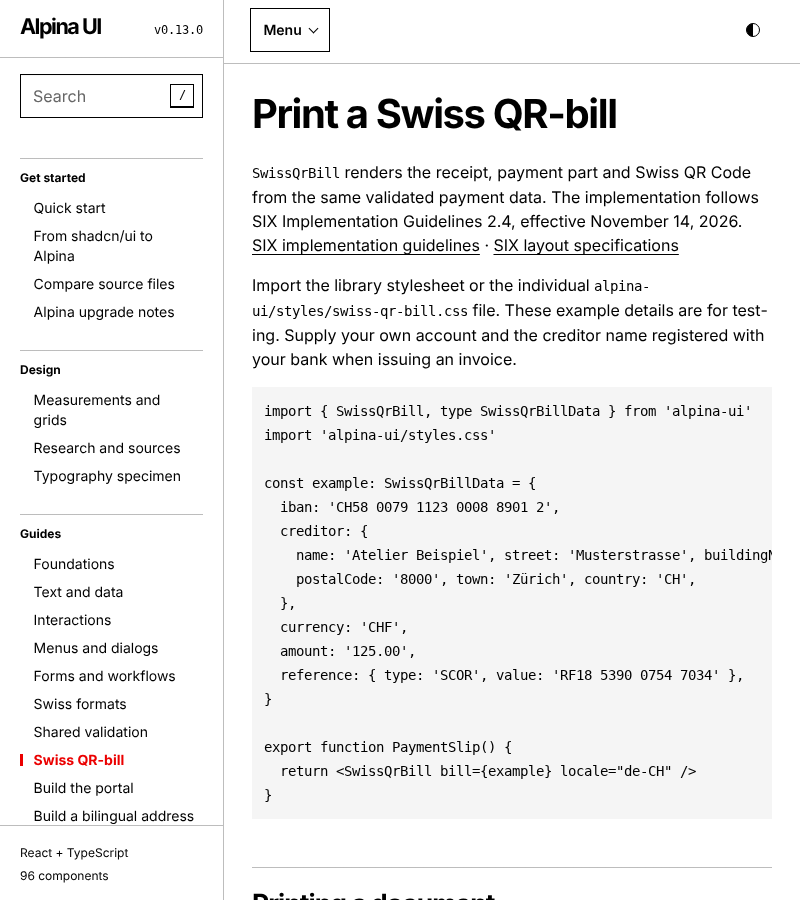 Alpina UI
v0.13.0
Menu
Search
/
Get started
Quick start
From shadcn/ui to
Alpina
Compare source files
Alpina upgrade notes
Design
Measurements and
grids
Research and sources
Typography specimen
Guides
Foundations
Text and data
Interactions
Menus and dialogs
Forms and workflows
Swiss formats
Shared validation
Swiss QR-bill
Build the portal
Build a bilingual address
React + TypeScript
96 components
Print a Swiss QR-bill
SwissQrBill renders the receipt, payment part and Swiss QR Code
from the same validated payment data. The implementation follows
SIX Implementation Guidelines 2.4, effective November 14, 2026.
SIX implementation guidelines · SIX layout specifications
Import the library stylesheet or the individual alpina-
ui/styles/swiss-qr-bill.css file. These example details are for test-
ing. Supply your own account and the creditor name registered with
your bank when issuing an invoice.
import { SwissQrBill, type SwissQrBillData } from 'alpina-ui'
import 'alpina-ui/styles.css'
const example: SwissQrBillData = {
  iban: 'CH58 0079 1123 0008 8901 2',
  creditor: {
    name: 'Atelier Beispiel', street: 'Musterstrasse', building
    postalCode: '8000', town: 'Zürich', country: 'CH',
  },
  currency: 'CHF',
  amount: '125.00',
  reference: { type: 'SCOR', value: 'RF18 5390 0754 7034' },
}
export function PaymentSlip() {
  return <SwissQrBill bill={example} locale="de-CH" />
}
Printing a document